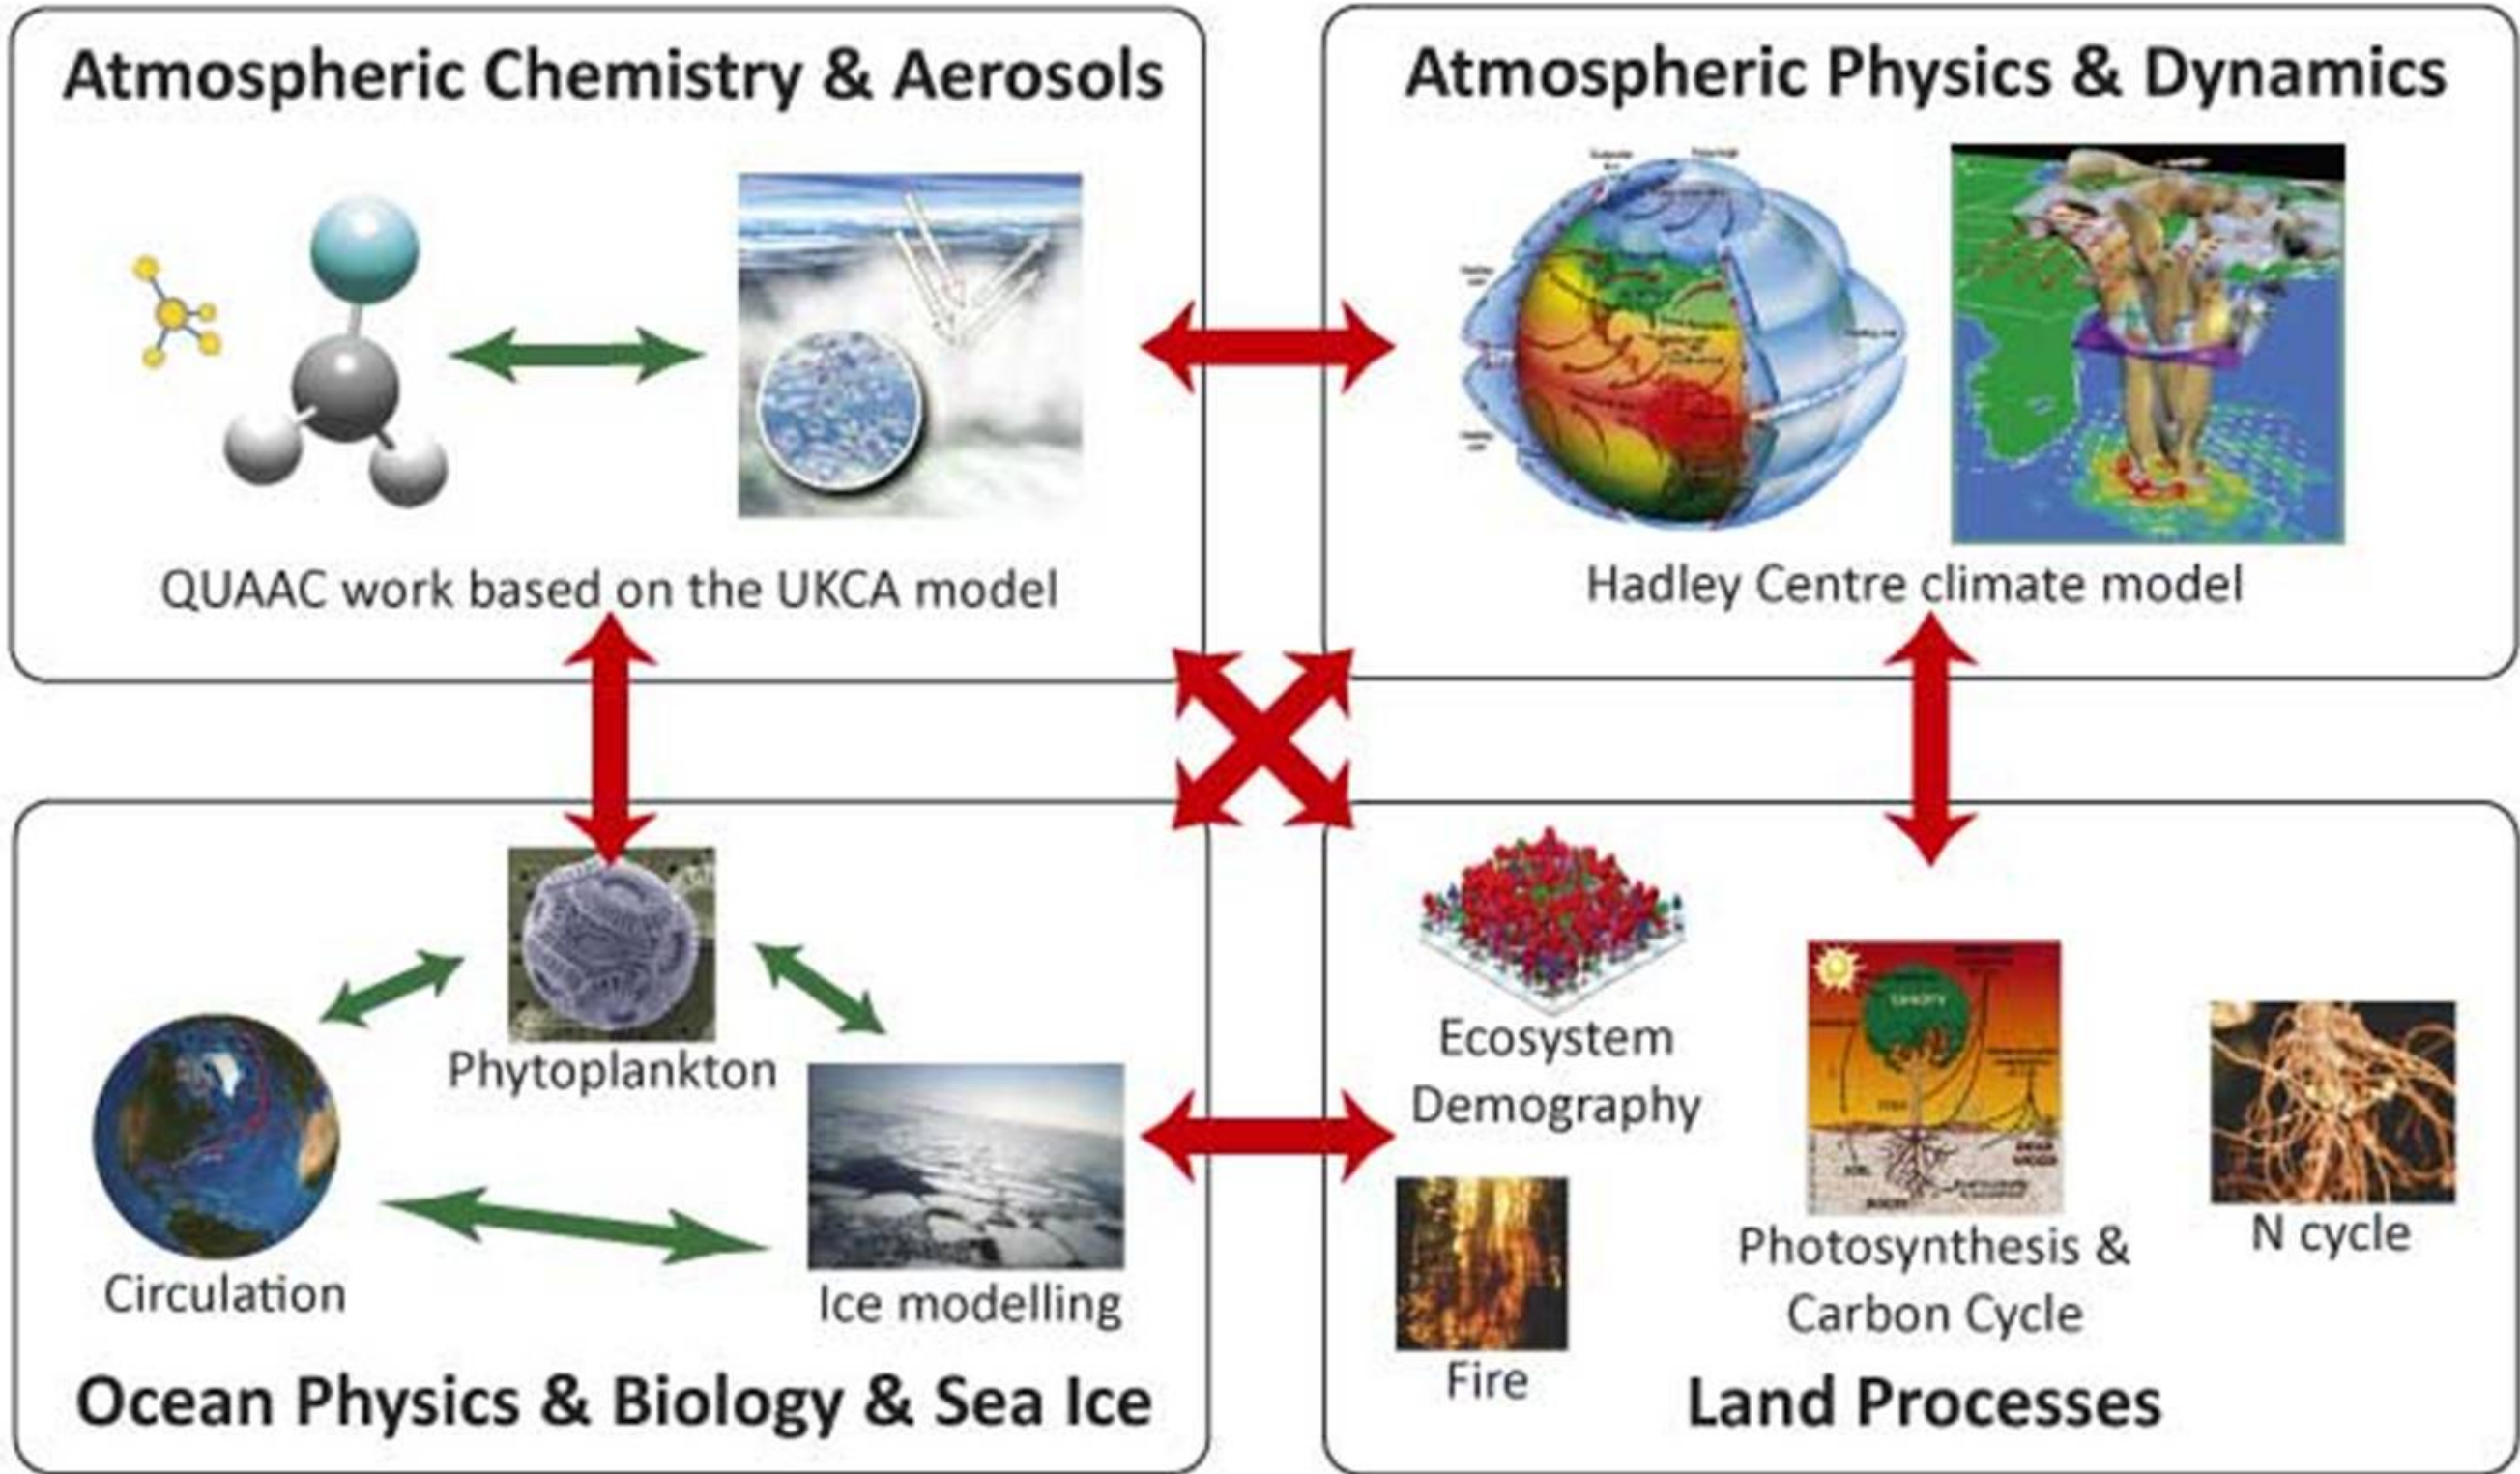 Atmospheric Chemistry & Aerosols
QUAAC work based on the UKCA model
Atmospheric Physics & Dynamics
Hadley Centre climate model
Phytoplankton
Circulation
Ice modelling
Ocean Physics & Biology & Sea Ice
Ecosystem
Demography
CANOPY
Photosynthesis &
Carbon Cycle
N cycle
Fire
Land Processes